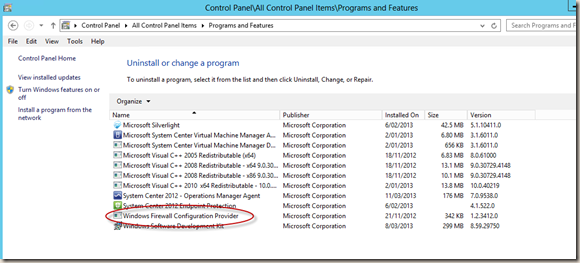 Control Panel\All Control Panel Items\Programs and Features
Control Panel All Control Panel Items Programs and Features
Search Programs and Features
File Edit View Tools Help
Control Panel Home
View installed updates
Turn Windows features on or off
Install a program from the network
Uninstall or change a program
To uninstall a program, select it from the list and then click Uninstall, Change, or Repair.
Organize
Name Publisher Installed On Size Version
Microsoft Silverlight Microsoft Corporation 6/02/2013 42.5 MB 5.1.10411.0
Microsoft System Center Virtual Machine Manager A... Microsoft Corporation 2/01/2013 6.80 MB 3.1.6011.0
Microsoft System Center Virtual Machine Manager D... Microsoft Corporation 2/01/2013 656 KB 3.1.6011.0
Microsoft Visual C++ 2005 Redistributable (x64) Microsoft Corporation 18/11/2012 6.83 MB 8.0.61000
Microsoft Visual C++ 2008 Redistributable - x64 9.0.30... Microsoft Corporation 18/11/2012 13.2 MB 9.0.30729.4148
Microsoft Visual C++ 2008 Redistributable - x86 9.0.30... Microsoft Corporation 2/01/2013 10.1 MB 9.0.30729.4148
Microsoft Visual C++ 2010 x64 Redistributable - 10.0.... Microsoft Corporation 2/01/2013 13.8 MB 10.0.40219
System Center 2012 - Operations Manager Agent Microsoft Corporation 11/03/2013 176 MB 7.0.9538.0
System Center 2012 Endpoint Protection Microsoft Corporation 6/02/2013 4.1.522.0
Windows Firewall Configuration Provider Microsoft Corporation 21/11/2012 342 KB 1.2.3412.0
Windows Software Development Kit Microsoft Corporation 8/03/2013 299 MB 8.59.29750